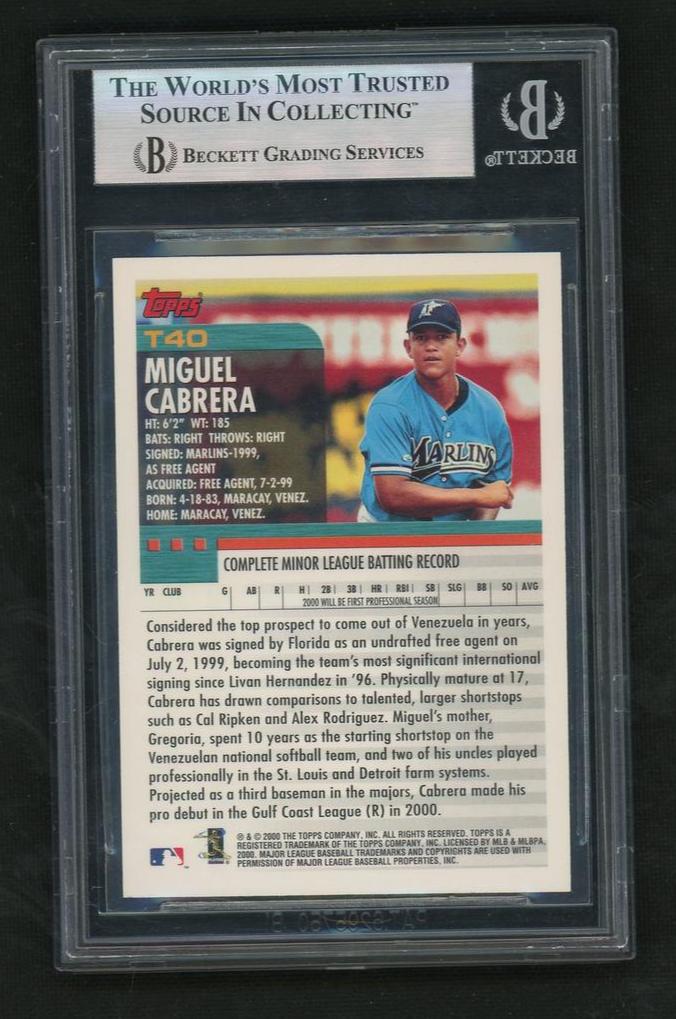 THE WORLD'S MOST TRUSTED
SOURCE IN COLLECTING™
B BECKETT GRADING SERVICES
B
BECKETT®
Topps®
T40
MIGUEL
CABRERA
HT: 6'2" WT: 185
BATS: RIGHT THROWS: RIGHT
SIGNED: MARLINS-1999,
AS FREE AGENT
ACQUIRED: FREE AGENT, 7-2-99
BORN: 4-18-83, MARACAY, VENEZ.
HOME: MARACAY, VENEZ.
F
MARLINS
COMPLETE MINOR LEAGUE BATTING RECORD
YR CLUB G AB R H 2B 3B HR RBI SB SLG BB SO AVG
2000 WILL BE FIRST PROFESSIONAL SEASON
Considered the top prospect to come out of Venezuela in years,
Cabrera was signed by Florida as an undrafted free agent on
July 2, 1999, becoming the team's most significant international
signing since Livan Hernandez in '96. Physically mature at 17,
Cabrera has drawn comparisons to talented, larger shortstops
such as Cal Ripken and Alex Rodriguez. Miguel's mother,
Gregoria, spent 10 years as the starting shortstop on the
Venezuelan national softball team, and two of his uncles played
professionally in the St. Louis and Detroit farm systems.
Projected as a third baseman in the majors, Cabrera made his
pro debut in the Gulf Coast League (R) in 2000.
® & © 2000 THE TOPPS COMPANY, INC. ALL RIGHTS RESERVED. TOPPS IS A
REGISTERED TRADEMARK OF THE TOPPS COMPANY, INC. LICENSED BY MLB & MLBPA,
2000. MAJOR LEAGUE BASEBALL TRADEMARKS AND COPYRIGHTS ARE USED WITH
PERMISSION OF MAJOR LEAGUE BASEBALL PROPERTIES, INC.